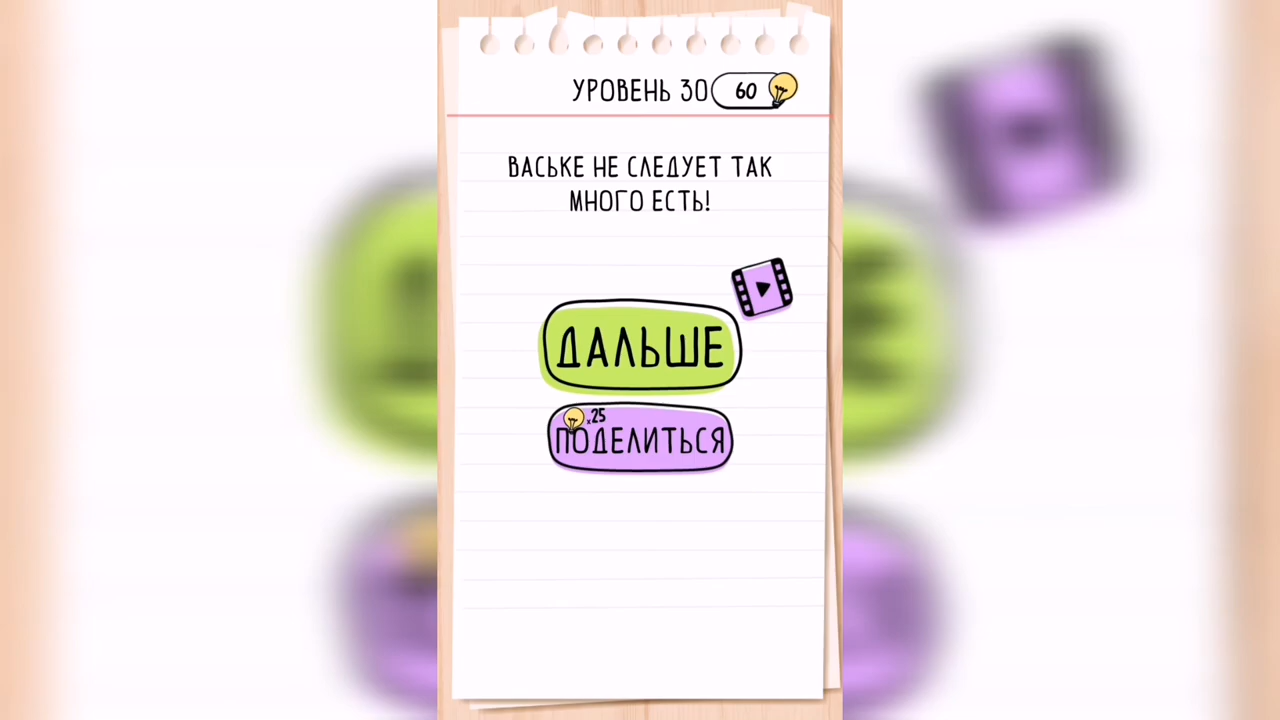 УРОВЕНЬ 30 60
ВАСЬКЕ НЕ СЛЕДУЕТ ТАК
МНОГО ЕСТЬ!
ДАЛЬШЕ
x25
ПОДЕЛИТЬСЯ